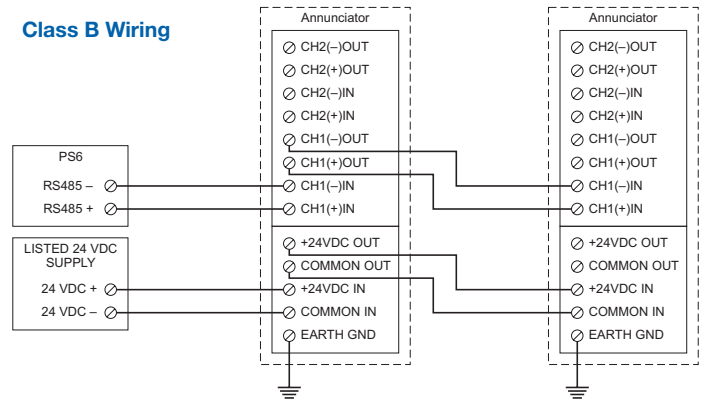 Class B Wiring
PS6
RS485 –
RS485 +
LISTED 24 VDC
SUPPLY
24 VDC +
24 VDC –
Annunciator
CH2(–)OUT
CH2(+)OUT
CH2(–)IN
CH2(+)IN
CH1(–)OUT
CH1(+)OUT
CH1(–)IN
CH1(+)IN
+24VDC OUT
COMMON OUT
+24VDC IN
COMMON IN
EARTH GND
Annunciator
CH2(–)OUT
CH2(+)OUT
CH2(–)IN
CH2(+)IN
CH1(–)OUT
CH1(+)OUT
CH1(–)IN
CH1(+)IN
+24VDC OUT
COMMON OUT
+24VDC IN
COMMON IN
EARTH GND